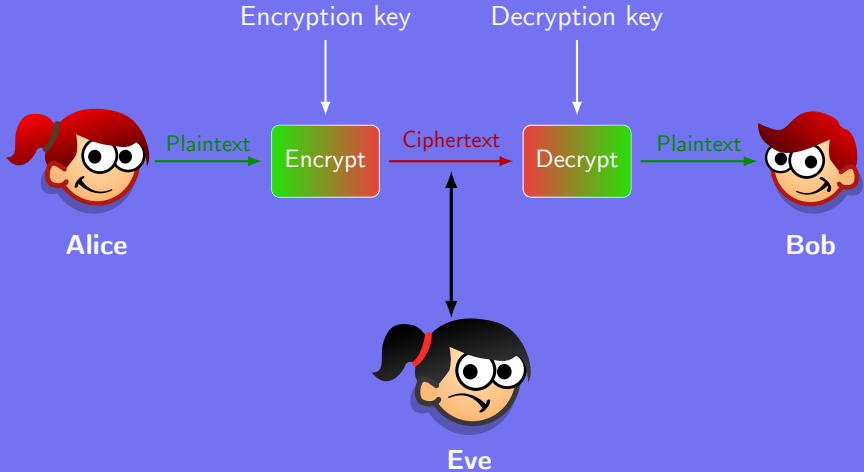 Encryption key
Decryption key
Plaintext
Encrypt
Ciphertext
Decrypt
Plaintext
Alice
Bob
Eve